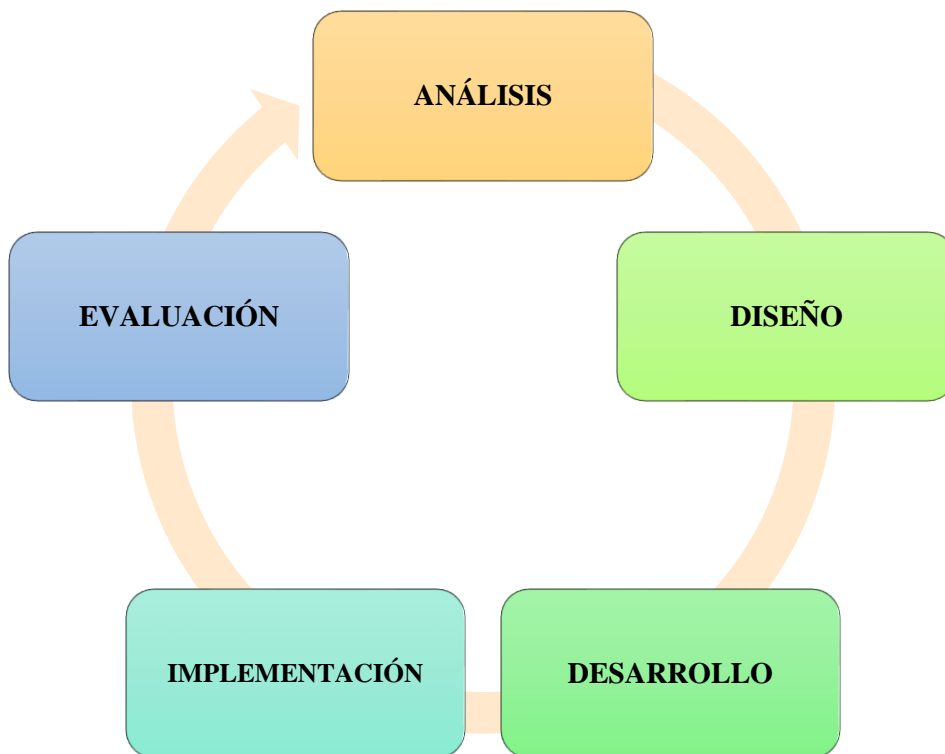 ANÁLISIS
DISEÑO
DESARROLLO
IMPLEMENTACIÓN
EVALUACIÓN